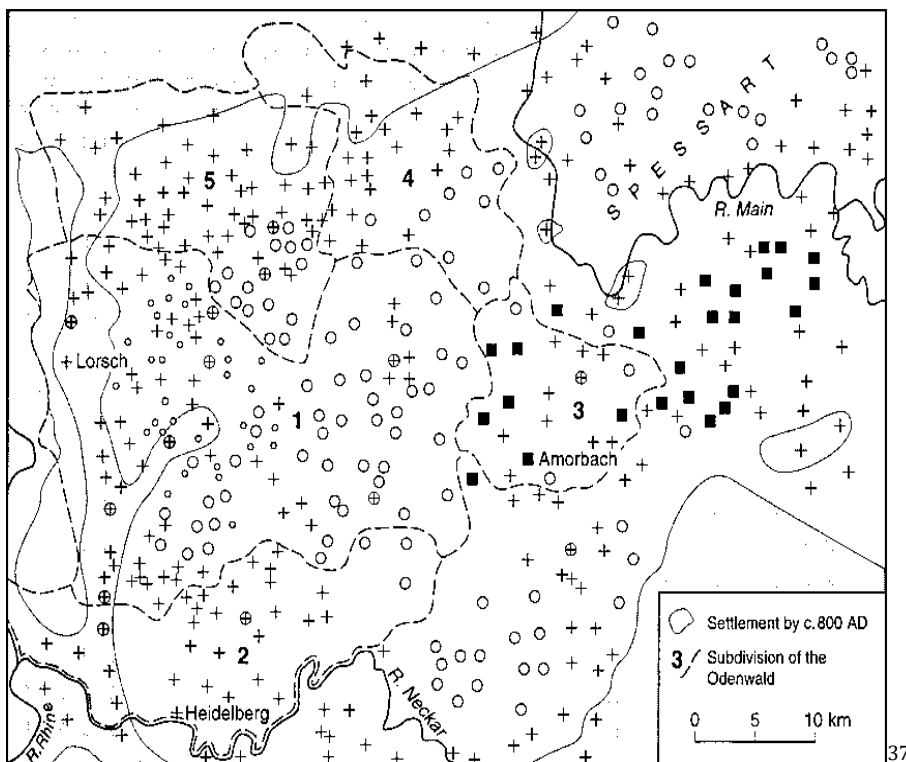 SPESSART
R. Main
5
4
Lorsch
1
3
Amorbach
2
Heidelberg
R. Neckar
R. Rhine
Settlement by c.800 AD
3 Subdivision of the
Odenwald
0 5 10 km
37